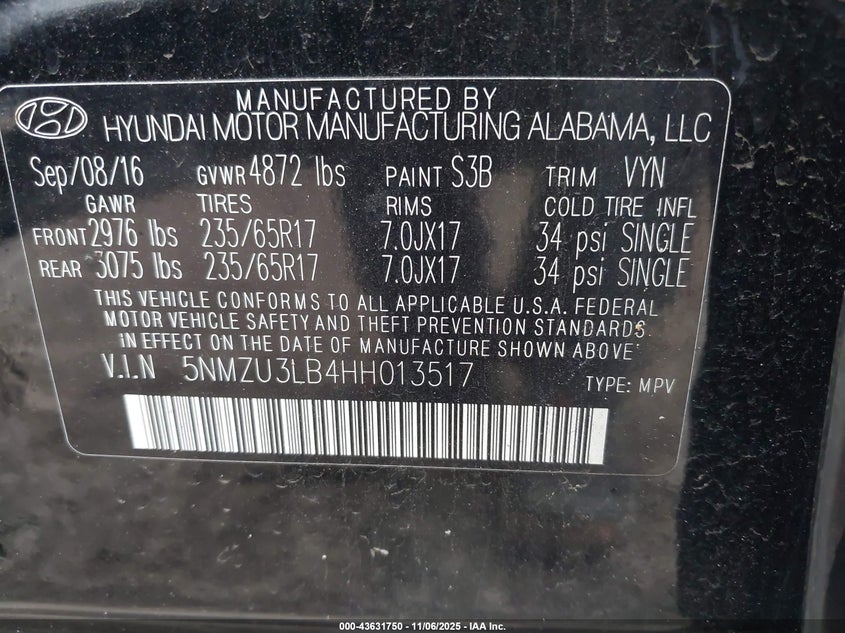 MANUFACTURED BY
HYUNDAI MOTOR MANUFACTURING ALABAMA, LLC
Sep/08/16 GVWR 4872 lbs PAINT S3B TRIM VYN
GAWR TIRES RIMS COLD TIRE INFL
FRONT 2976 lbs 235/65R17 7.0JX17 34 psi SINGLE
REAR 3075 lbs 235/65R17 7.0JX17 34 psi SINGLE
THIS VEHICLE CONFORMS TO ALL APPLICABLE U.S.A. FEDERAL
MOTOR VEHICLE SAFETY AND THEFT PREVENTION STANDARDS
IN EFFECT ON THE DATE OF MANUFACTURE SHOWN ABOVE
V.I.N 5NMZU3LB4HH013517 TYPE: MPV
000-43631750 - 11/06/2025 - IAA Inc.